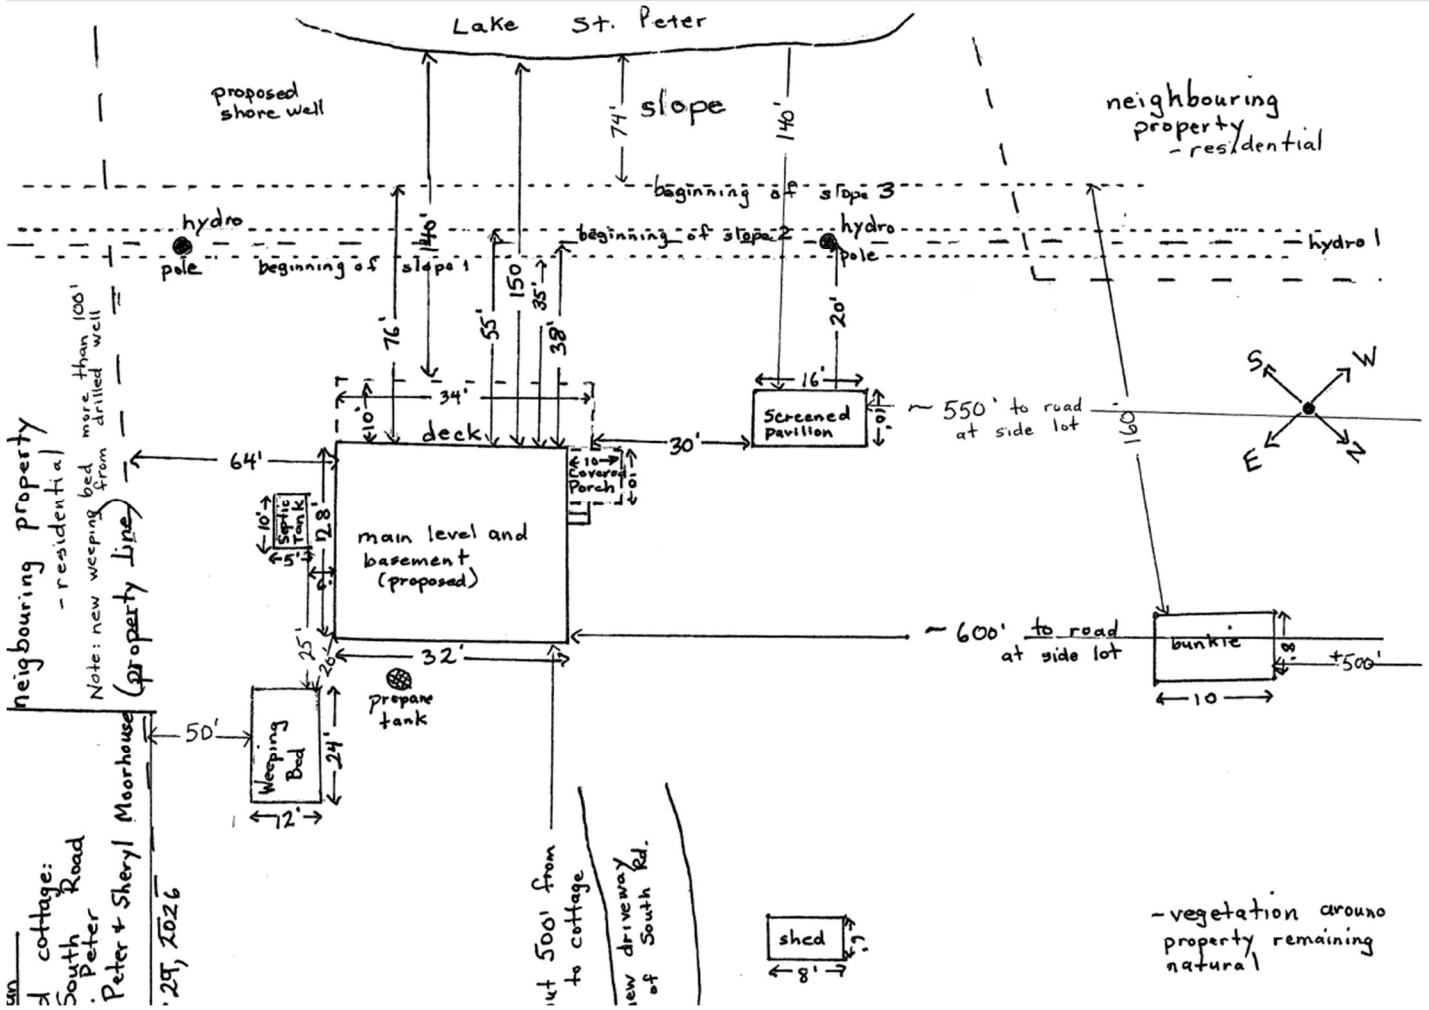 Lake St. Peter
proposed
shore well
slope
74'
140'
neighbouring
property
- residential
beginning of slope 3
140'
hydro
pole
beginning of slope 2
hydro
pole
hydro 1
beginning of slope 1
76'
55'
150
35'
38'
20'
S
W
E
N
160'
34'
10'
deck
16'
Screened
pavilion
10'
~ 550' to road
at side lot
30'
64'
10
Covered
Porch
10'
Septic
Tank
10'
5'
28'
6'
main level and
basement
(proposed)
32'
~ 600' to road
at side lot
bunkie
8'
10
+500'
25'
20'
propane
tank
50'
Weeping
Bed
24'
12'
neigbouring property
- residential
Note: new weeping bed more than 100'
from drilled well
(property line)
d cottage:
South Road
Peter
Peter + Sheryl Moorhouse
29, 2026
ut 500' from
to cottage
ew driveway
of South Rd.
shed
6'
8'
- vegetation around
property remaining
natural